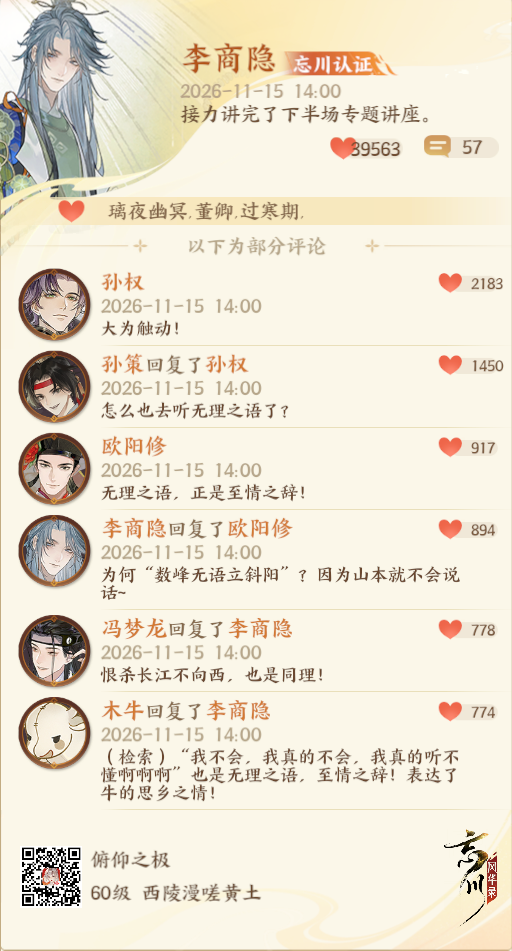 李商隐 忘川认证
2026-11-15 14:00
接力讲完了下半场专题讲座。
39563 57
璃夜幽冥,董卿,过寒期,
以下为部分评论
孙权 2183
2026-11-15 14:00
大为触动！
孙策回复了孙权 1450
2026-11-15 14:00
怎么也去听无理之语了？
欧阳修 917
2026-11-15 14:00
无理之语，正是至情之辞！
李商隐回复了欧阳修 894
2026-11-15 14:00
为何“数峰无语立斜阳”？因为山本就不会说
话~
冯梦龙回复了李商隐 778
2026-11-15 14:00
恨杀长江不向西，也是同理！
木牛回复了李商隐 774
2026-11-15 14:00
（检索）“我不会，我真的不会，我真的听不
懂啊啊啊”也是无理之语，至情之辞！表达了
牛的思乡之情！
俯仰之极
60级 西陵漫嗟黄土
忘川
风华录